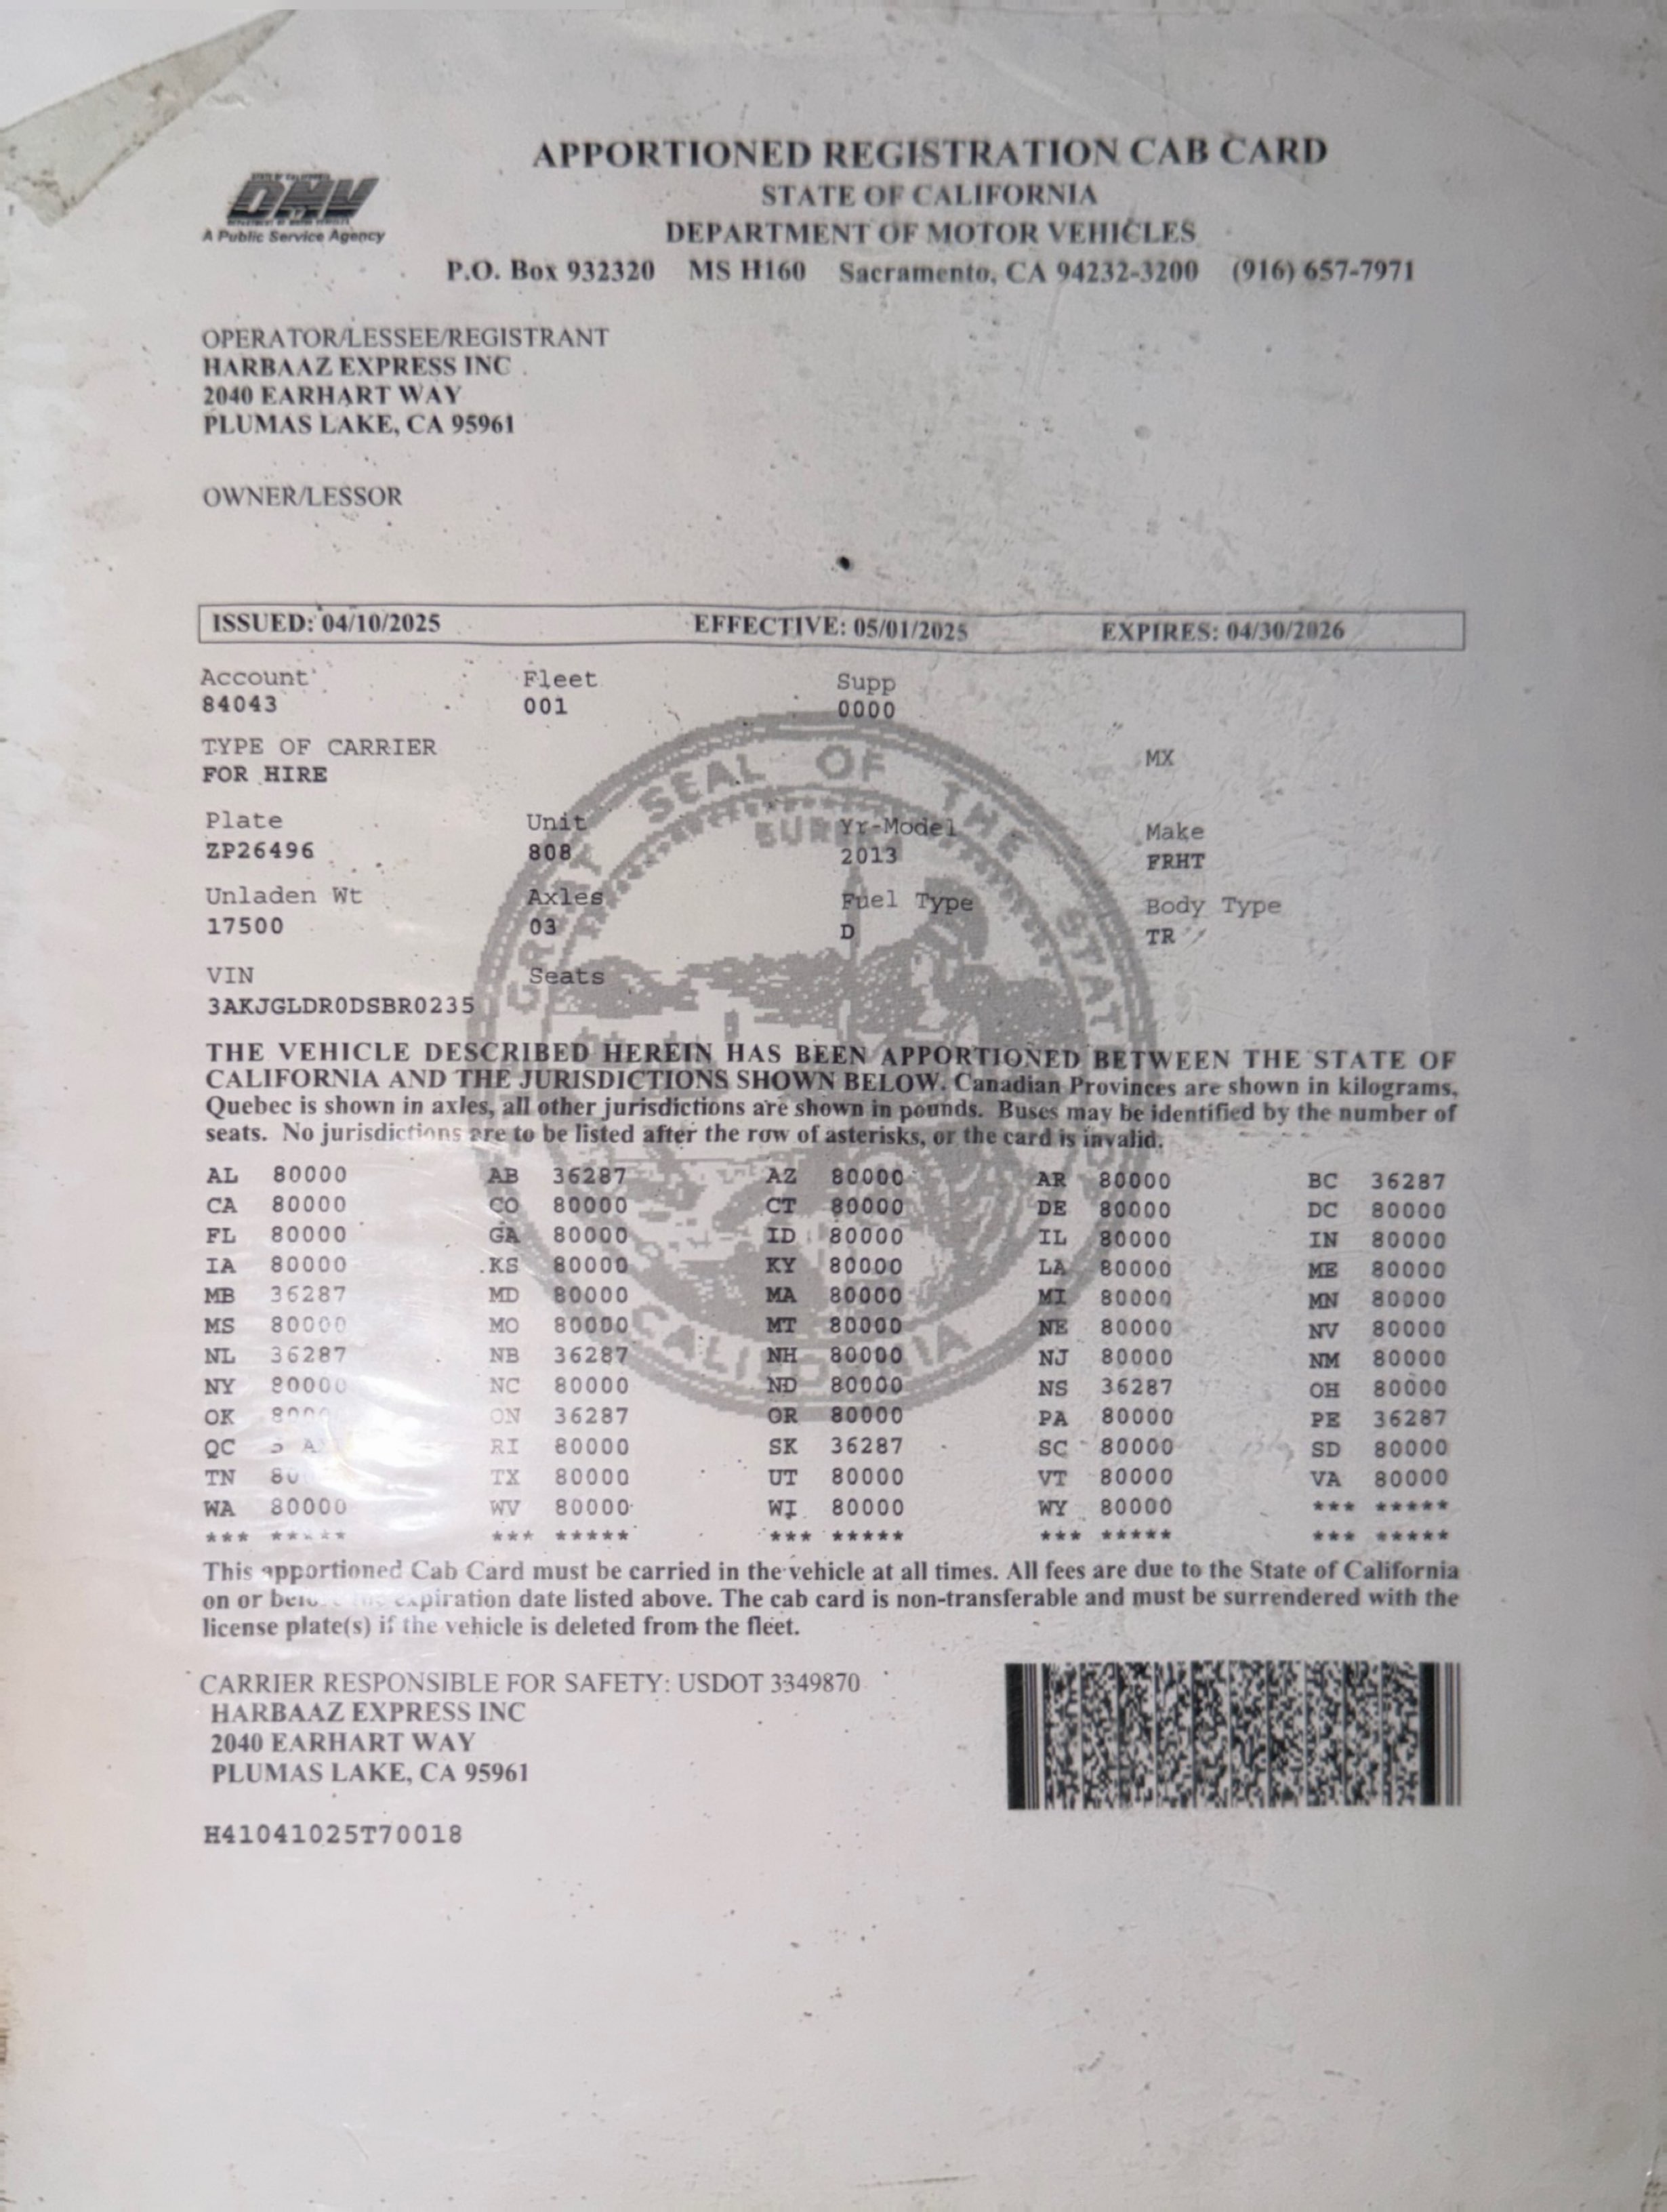 APPORTIONED REGISTRATION CAB CARD
STATE OF CALIFORNIA
DEPARTMENT OF MOTOR VEHICLES
P.O. Box 932320 MS H160 Sacramento, CA 94232-3200 (916) 657-7971
DMV
A Public Service Agency
OPERATOR/LESSEE/REGISTRANT
HARBAAZ EXPRESS INC
2040 EARHART WAY
PLUMAS LAKE, CA 95961
OWNER/LESSOR
ISSUED: 04/10/2025 EFFECTIVE: 05/01/2025 EXPIRES: 04/30/2026
Account Fleet Supp
84043 001 0000
TYPE OF CARRIER MX
FOR HIRE
Plate Unit Yr-Model Make
ZP26496 808 2013 FRHT
Unladen Wt Axles Fuel Type Body Type
17500 03 D TR
VIN Seats
3AKJGLDR0DSBR0235
GREAT SEAL OF THE STATE
CALIFORNIA
THE VEHICLE DESCRIBED HEREIN HAS BEEN APPORTIONED BETWEEN THE STATE OF
CALIFORNIA AND THE JURISDICTIONS SHOWN BELOW. Canadian Provinces are shown in kilograms,
Quebec is shown in axles, all other jurisdictions are shown in pounds. Buses may be identified by the number of
seats. No jurisdictions are to be listed after the row of asterisks, or the card is invalid.
AL 80000 AB 36287 AZ 80000 AR 80000 BC 36287
CA 80000 CO 80000 CT 80000 DE 80000 DC 80000
FL 80000 GA 80000 ID 80000 IL 80000 IN 80000
IA 80000 KS 80000 KY 80000 LA 80000 ME 80000
MB 36287 MD 80000 MA 80000 MI 80000 MN 80000
MS 80000 MO 80000 MT 80000 NE 80000 NV 80000
NL 36287 NB 36287 NH 80000 NJ 80000 NM 80000
NY 80000 NC 80000 ND 80000 NS 36287 OH 80000
OK ON 36287 OR 80000 PA 80000 PE 36287
QC RI 80000 SK 36287 SC 80000 SD 80000
TN TX 80000 UT 80000 VT 80000 VA 80000
WA 80000 WV 80000 WI 80000 WY 80000 *** *****
*** ***** *** ***** *** ***** *** ***** *** *****
This apportioned Cab Card must be carried in the vehicle at all times. All fees are due to the State of California
on or expiration date listed above. The cab card is non-transferable and must be surrendered with the
license plate(s) if the vehicle is deleted from the fleet.
CARRIER RESPONSIBLE FOR SAFETY: USDOT 3349870
HARBAAZ EXPRESS INC
2040 EARHART WAY
PLUMAS LAKE, CA 95961
H41041025T70018